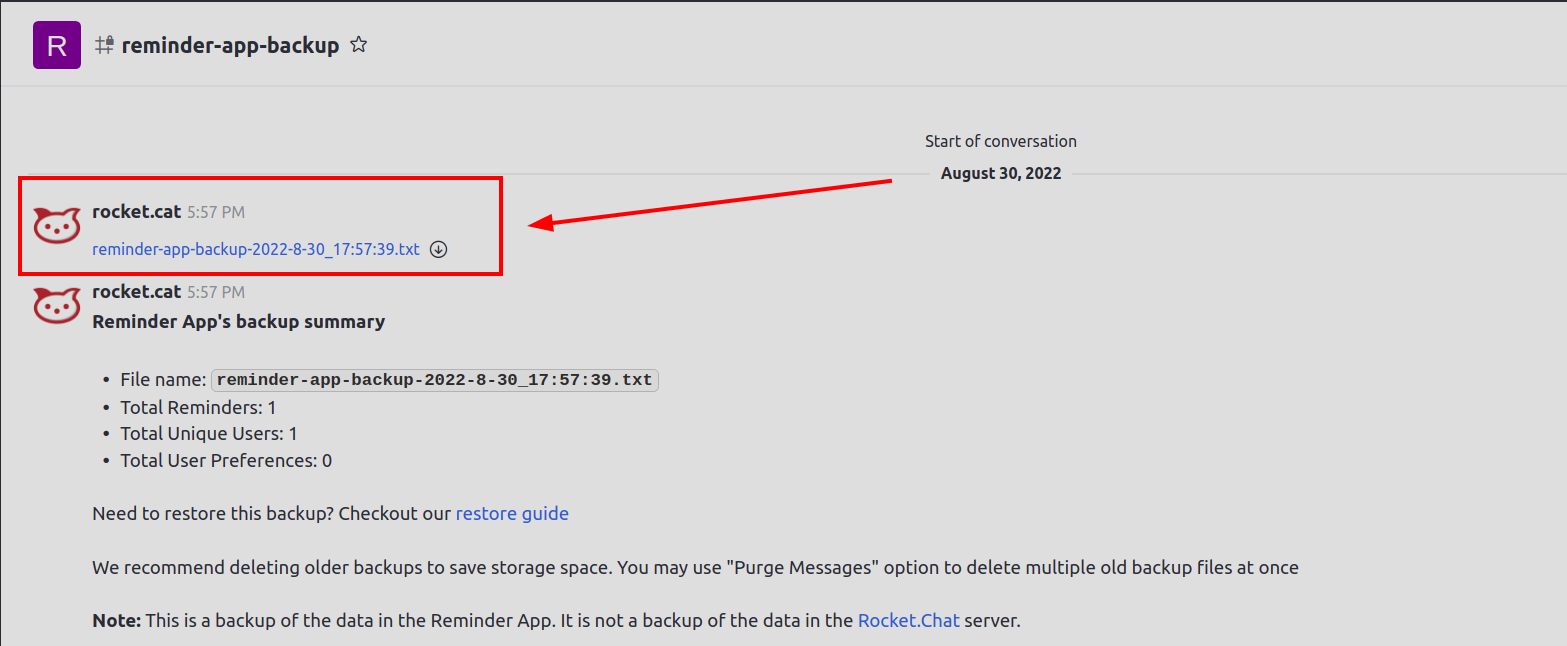 R reminder-app-backup
Start of conversation
August 30, 2022
rocket.cat 5:57 PM
reminder-app-backup-2022-8-30_17:57:39.txt
rocket.cat 5:57 PM
Reminder App's backup summary
• File name: reminder-app-backup-2022-8-30_17:57:39.txt
• Total Reminders: 1
• Total Unique Users: 1
• Total User Preferences: 0
Need to restore this backup? Checkout our restore guide
We recommend deleting older backups to save storage space. You may use "Purge Messages" option to delete multiple old backup files at once
Note: This is a backup of the data in the Reminder App. It is not a backup of the data in the Rocket.Chat server.